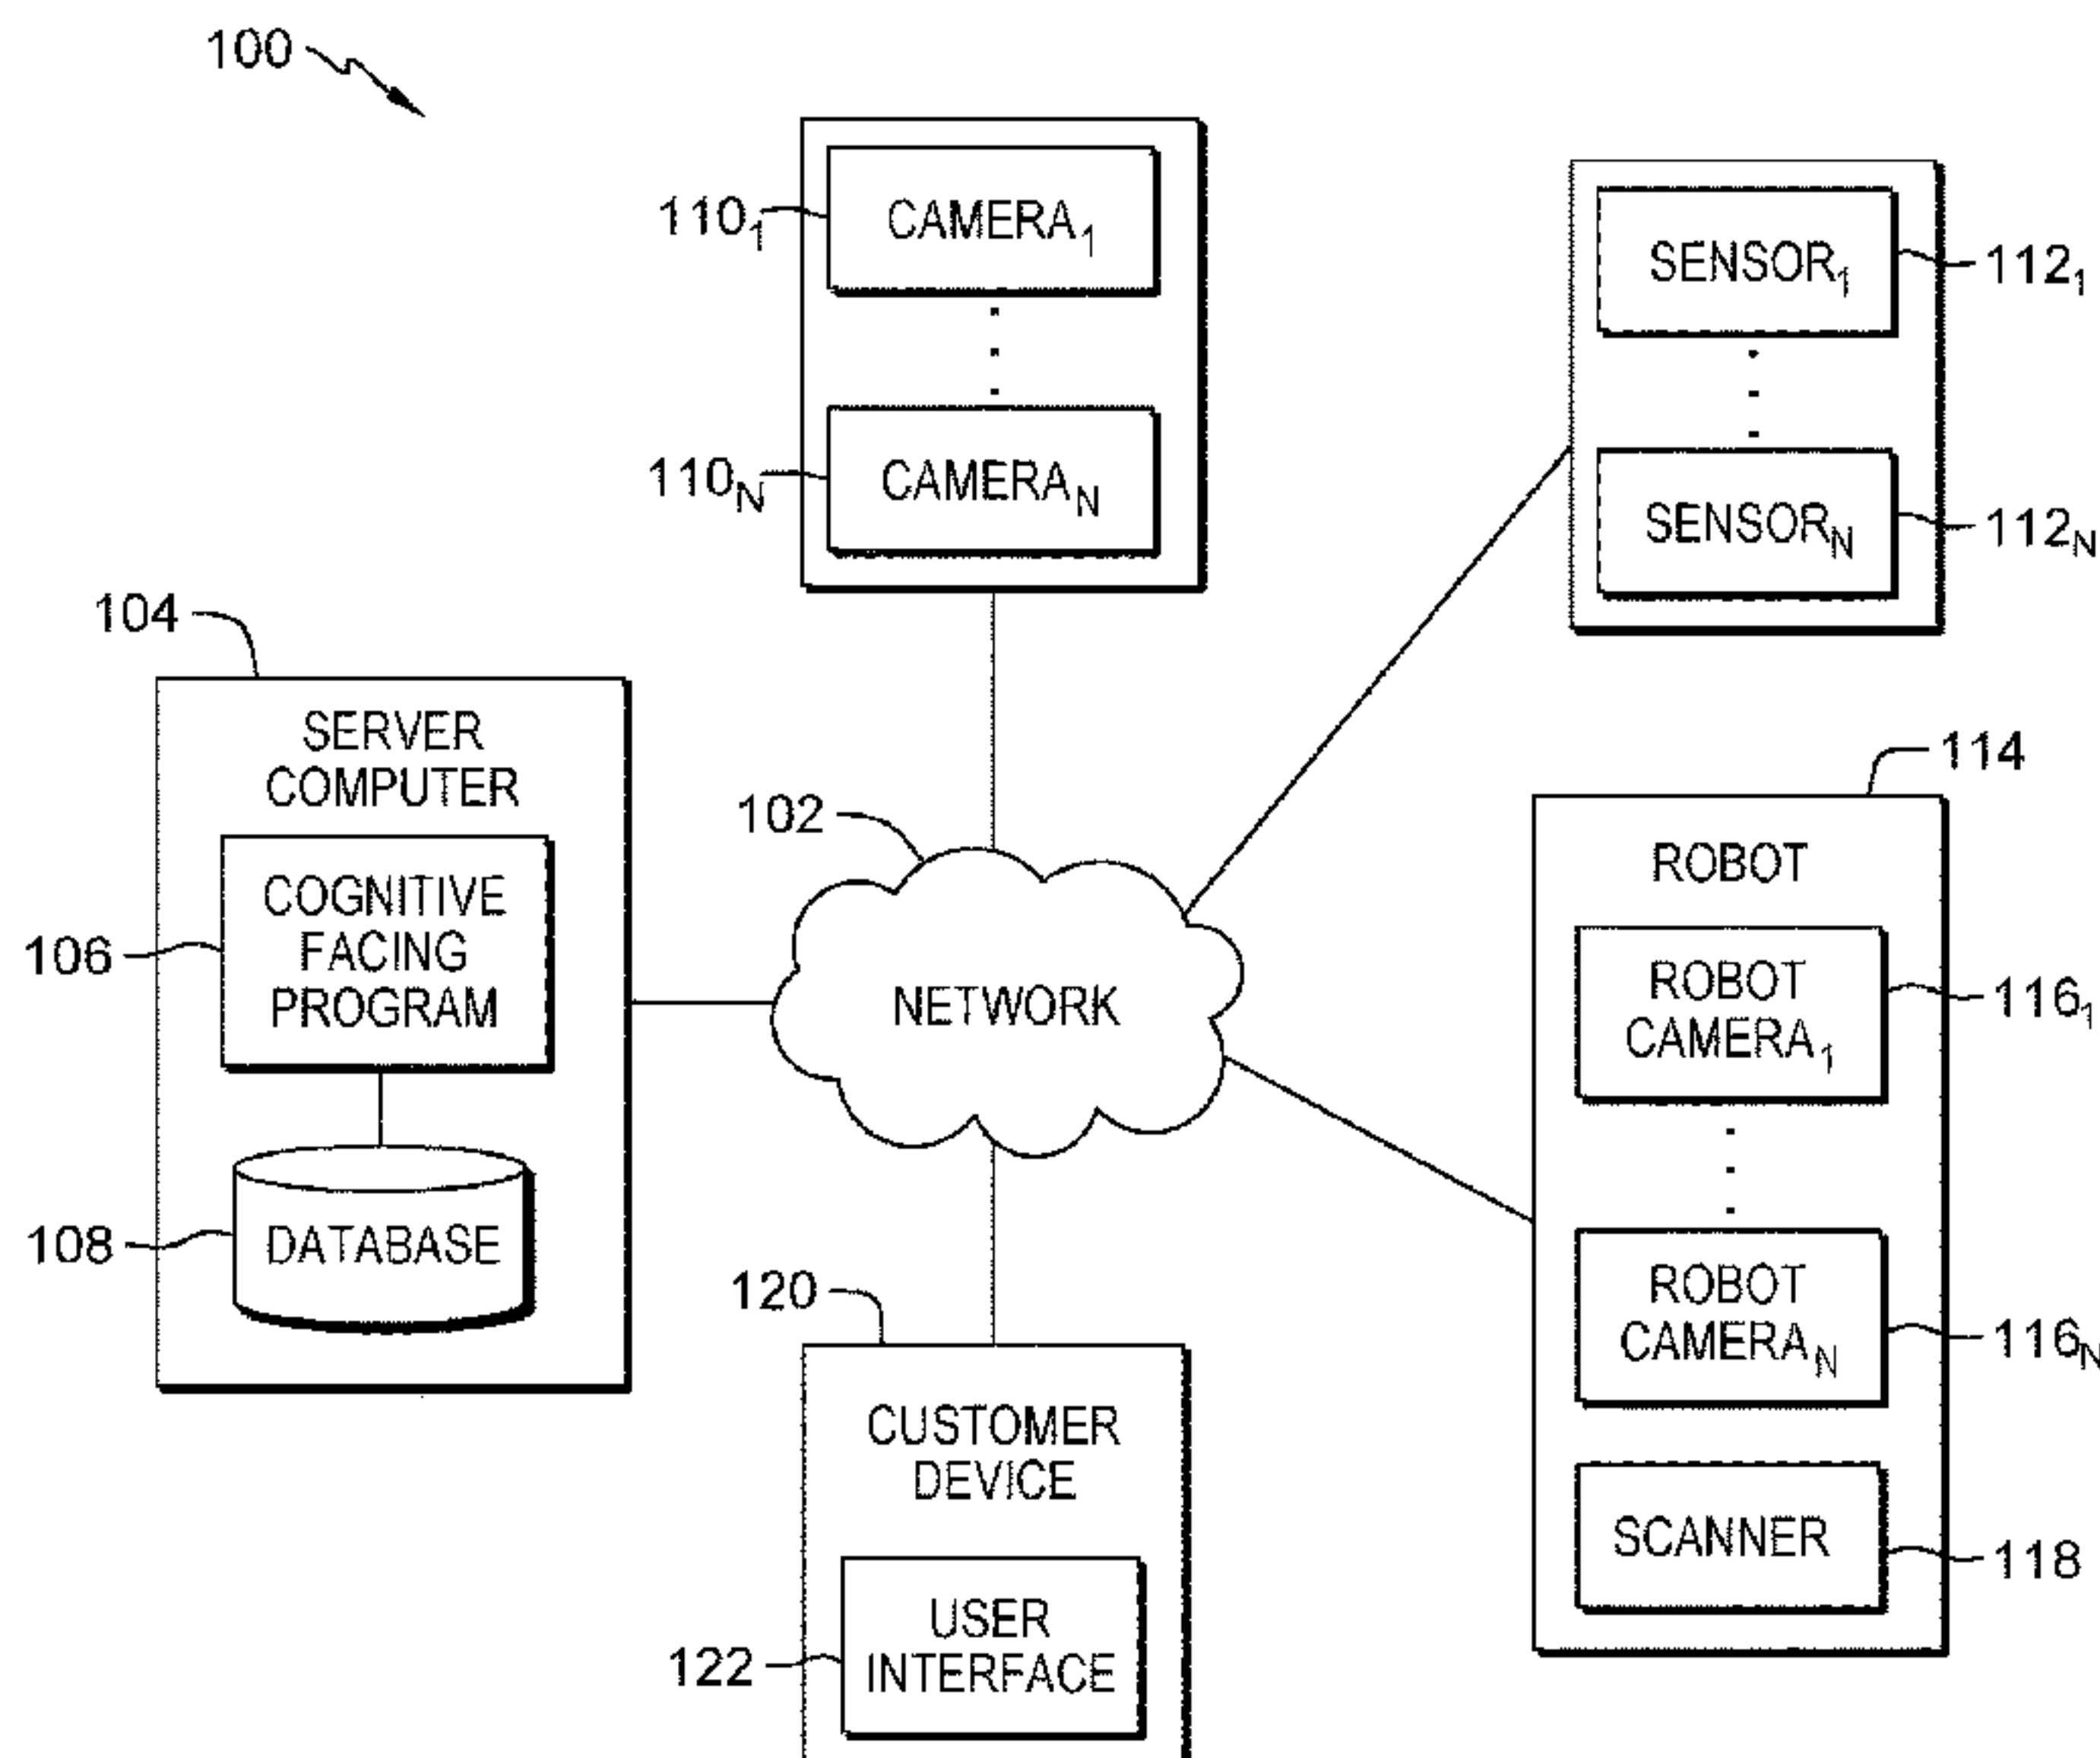 100
110₁
CAMERA₁
110N
CAMERAN
SENSOR₁
112₁
SENSORN
112N
104
SERVER
COMPUTER
106
COGNITIVE
FACING
PROGRAM
108
DATABASE
102
NETWORK
114
ROBOT
ROBOT
CAMERA₁
116₁
ROBOT
CAMERAN
116N
SCANNER
118
120
CUSTOMER
DEVICE
122
USER
INTERFACE